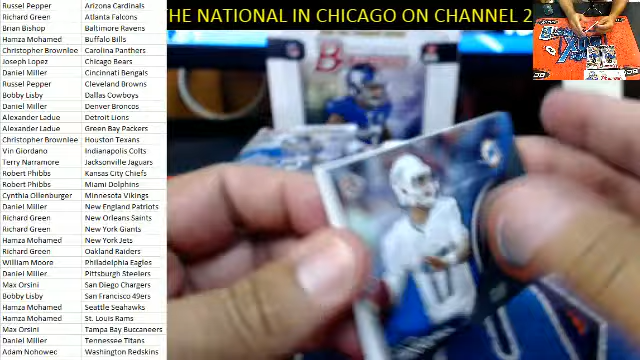 THE NATIONAL IN CHICAGO ON CHANNEL 2
Russel Pepper Arizona Cardinals
Richard Green Atlanta Falcons
Brian Bishop Baltimore Ravens
Hamza Mohamed Buffalo Bills
Christopher Brownlee Carolina Panthers
Joseph Lopez Chicago Bears
Daniel Miller Cincinnati Bengals
Russel Pepper Cleveland Browns
Bobby Lisby Dallas Cowboys
Daniel Miller Denver Broncos
Alexander Ladue Detroit Lions
Alexander Ladue Green Bay Packers
Christopher Brownlee Houston Texans
Vin Giordano Indianapolis Colts
Terry Narramore Jacksonville Jaguars
Robert Phibbs Kansas City Chiefs
Robert Phibbs Miami Dolphins
Cynthia Ollenburger Minnesota Vikings
Daniel Miller New England Patriots
Richard Green New Orleans Saints
Richard Green New York Giants
Hamza Mohamed New York Jets
Richard Green Oakland Raiders
William Moore Philadelphia Eagles
Daniel Miller Pittsburgh Steelers
Max Orsini San Diego Chargers
Bobby Lisby San Francisco 49ers
Hamza Mohamed Seattle Seahawks
Hamza Mohamed St. Louis Rams
Max Orsini Tampa Bay Buccaneers
Daniel Miller Tennessee Titans
Adam Nohowec Washington Redskins
Bowman
17